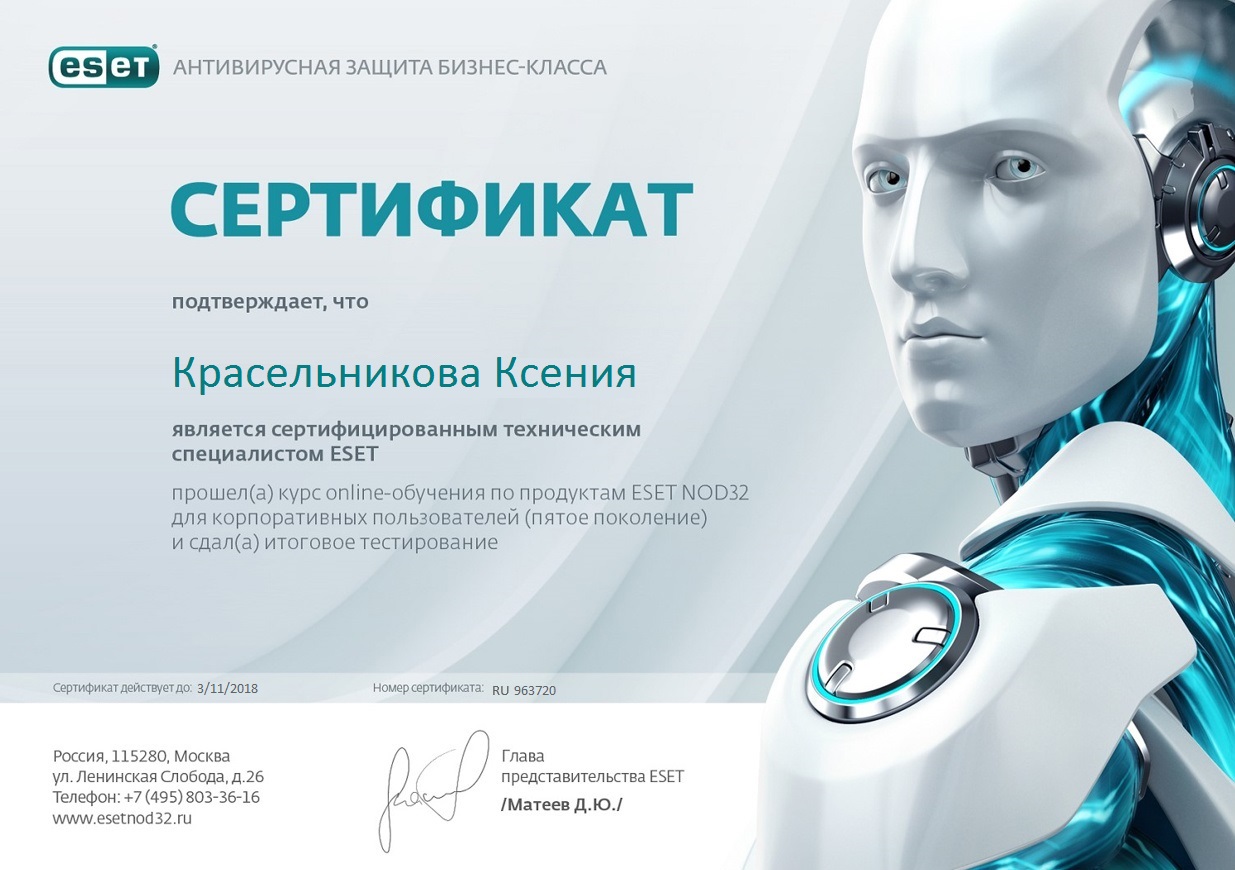 eset АНТИВИРУСНАЯ ЗАЩИТА БИЗНЕС-КЛАССА
СЕРТИФИКАТ
подтверждает, что
Красельникова Ксения
является сертифицированным техническим
специалистом ESET
прошел(а) курс online-обучения по продуктам ESET NOD32
для корпоративных пользователей (пятое поколение)
и сдал(а) итоговое тестирование
Сертификат действует до: 3/11/2018
Номер сертификата: RU 963720
Россия, 115280, Москва
ул. Ленинская Слобода, д.26
Телефон: +7 (495) 803-36-16
www.esetnod32.ru
Глава
представительства ESET
/Матеев Д.Ю./